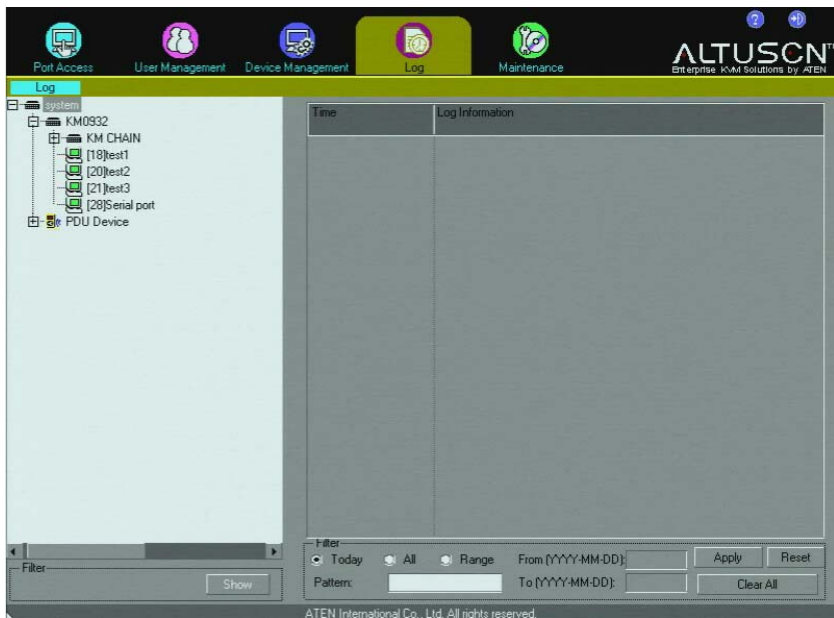 Port Access
User Management
Device Management
Log
Maintenance
?
ALTUSCN™
Enterprise KVM Solutions by ATEN
Log
system
KM0932
KM CHAIN
[18]test1
[20]test2
[21]test3
[28]Serial port
PDU Device
Time
Log Information
Filter
Show
Filter
Today
All
Range
From (YYYY-MM-DD):
Apply
Reset
Pattern:
To (YYYY-MM-DD):
Clear All
ATEN International Co., Ltd. All rights reserved.